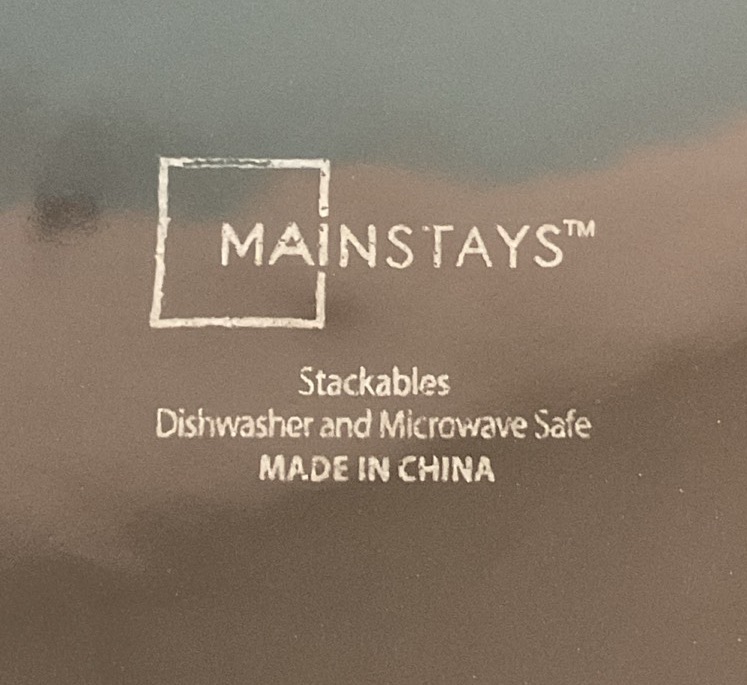 MAINSTAYS™
Stackables
Dishwasher and Microwave Safe
MADE IN CHINA